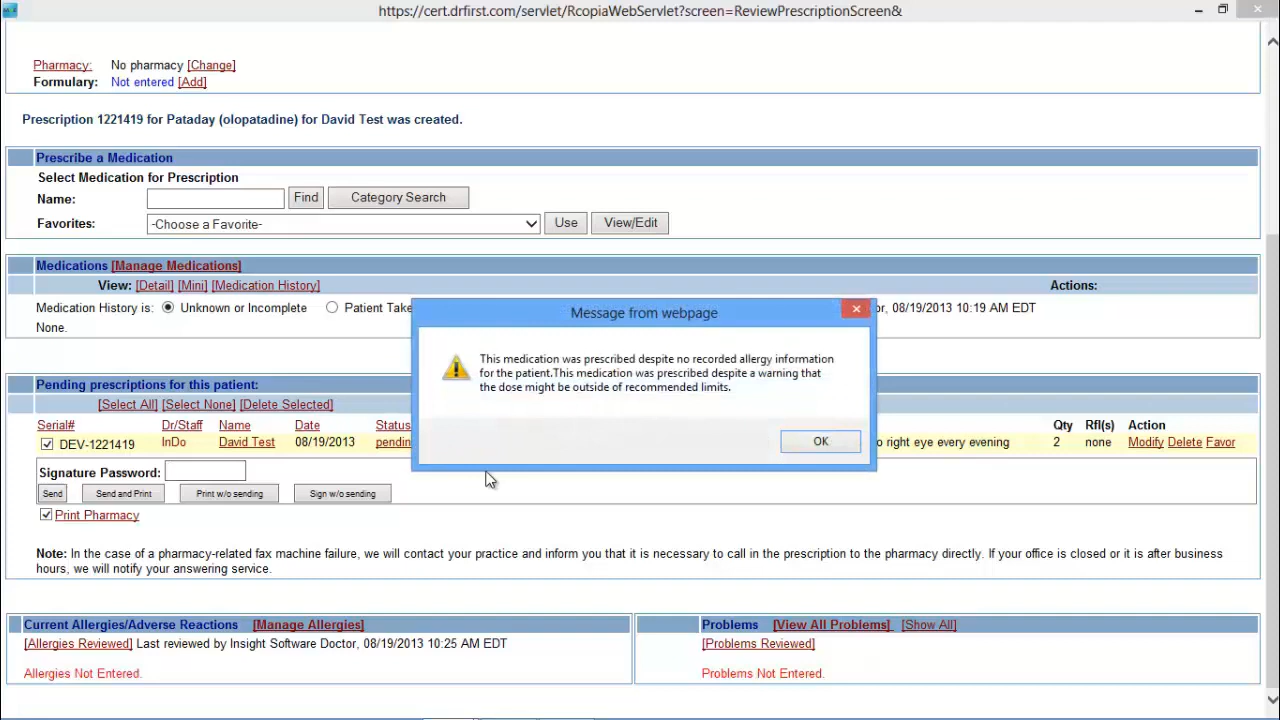 https://cert.drfirst.com/servlet/RcopiaWebServlet?screen=ReviewPrescriptionScreen&
Pharmacy: No pharmacy [Change]
Formulary: Not entered [Add]
Prescription 1221419 for Pataday (olopatadine) for David Test was created.
Prescribe a Medication
Select Medication for Prescription
Name: Find Category Search
Favorites: -Choose a Favorite- Use View/Edit
Medications [Manage Medications]
View: [Detail] [Mini] [Medication History] Actions:
Medication History is: Unknown or Incomplete Patient Take or, 08/19/2013 10:19 AM EDT
None.
Message from webpage
This medication was prescribed despite no recorded allergy information
for the patient.This medication was prescribed despite a warning that
the dose might be outside of recommended limits.
OK
Pending prescriptions for this patient:
[Select All] [Select None] [Delete Selected]
Serial# Dr/Staff Name Date Status Qty Rfl(s) Action
DEV-1221419 InDo David Test 08/19/2013 pendin o right eye every evening 2 none Modify Delete Favor
Signature Password:
Send Send and Print Print w/o sending Sign w/o sending
Print Pharmacy
Note: In the case of a pharmacy-related fax machine failure, we will contact your practice and inform you that it is necessary to call in the prescription to the pharmacy directly. If your office is closed or it is after business
hours, we will notify your answering service.
Current Allergies/Adverse Reactions [Manage Allergies]
[Allergies Reviewed] Last reviewed by Insight Software Doctor, 08/19/2013 10:25 AM EDT
Allergies Not Entered.
Problems [View All Problems] [Show All]
[Problems Reviewed]
Problems Not Entered.